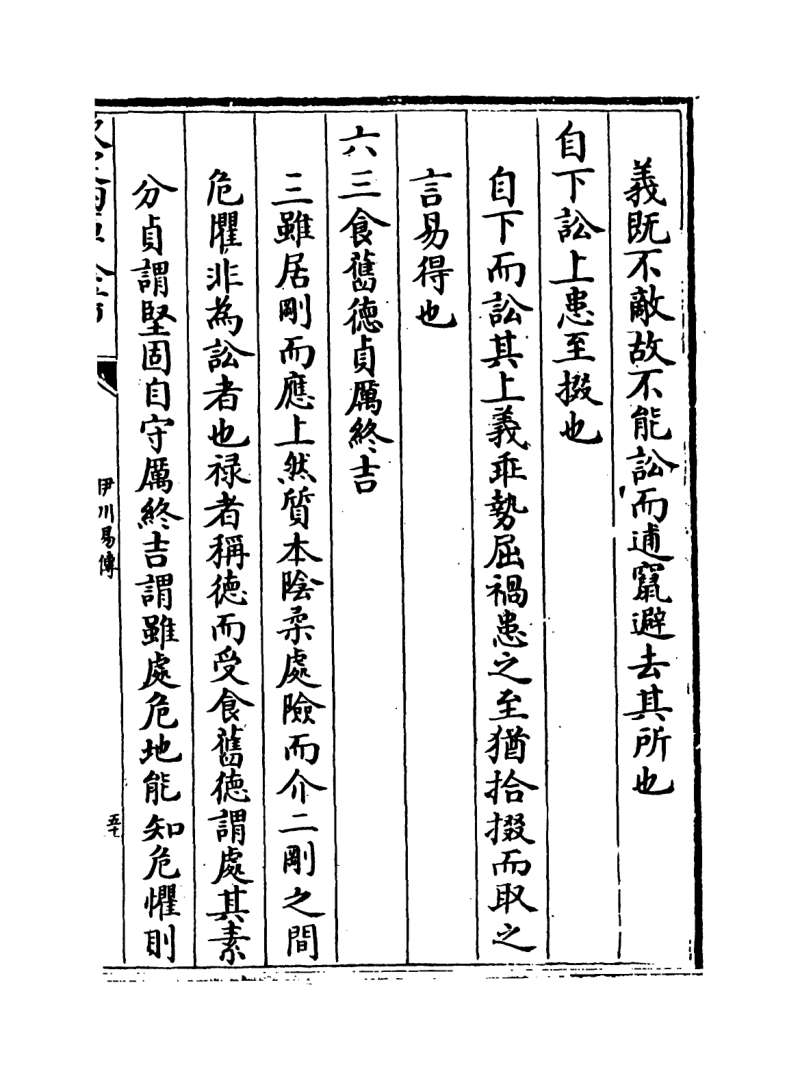 義既不敵故不能訟而逋竄避去其所也
自下訟上患至掇也
自下而訟其上義乖勢屈禍患之至猶拾掇而取之
言易得也
六三食舊德貞厲終吉
三雖居剛而應上然質本陰柔處險而介二剛之間
危懼非為訟者也禄者稱德而受食舊德謂處其素
分貞謂堅固自守厲終吉謂雖處危地能知危懼則
伊川易傳
五十